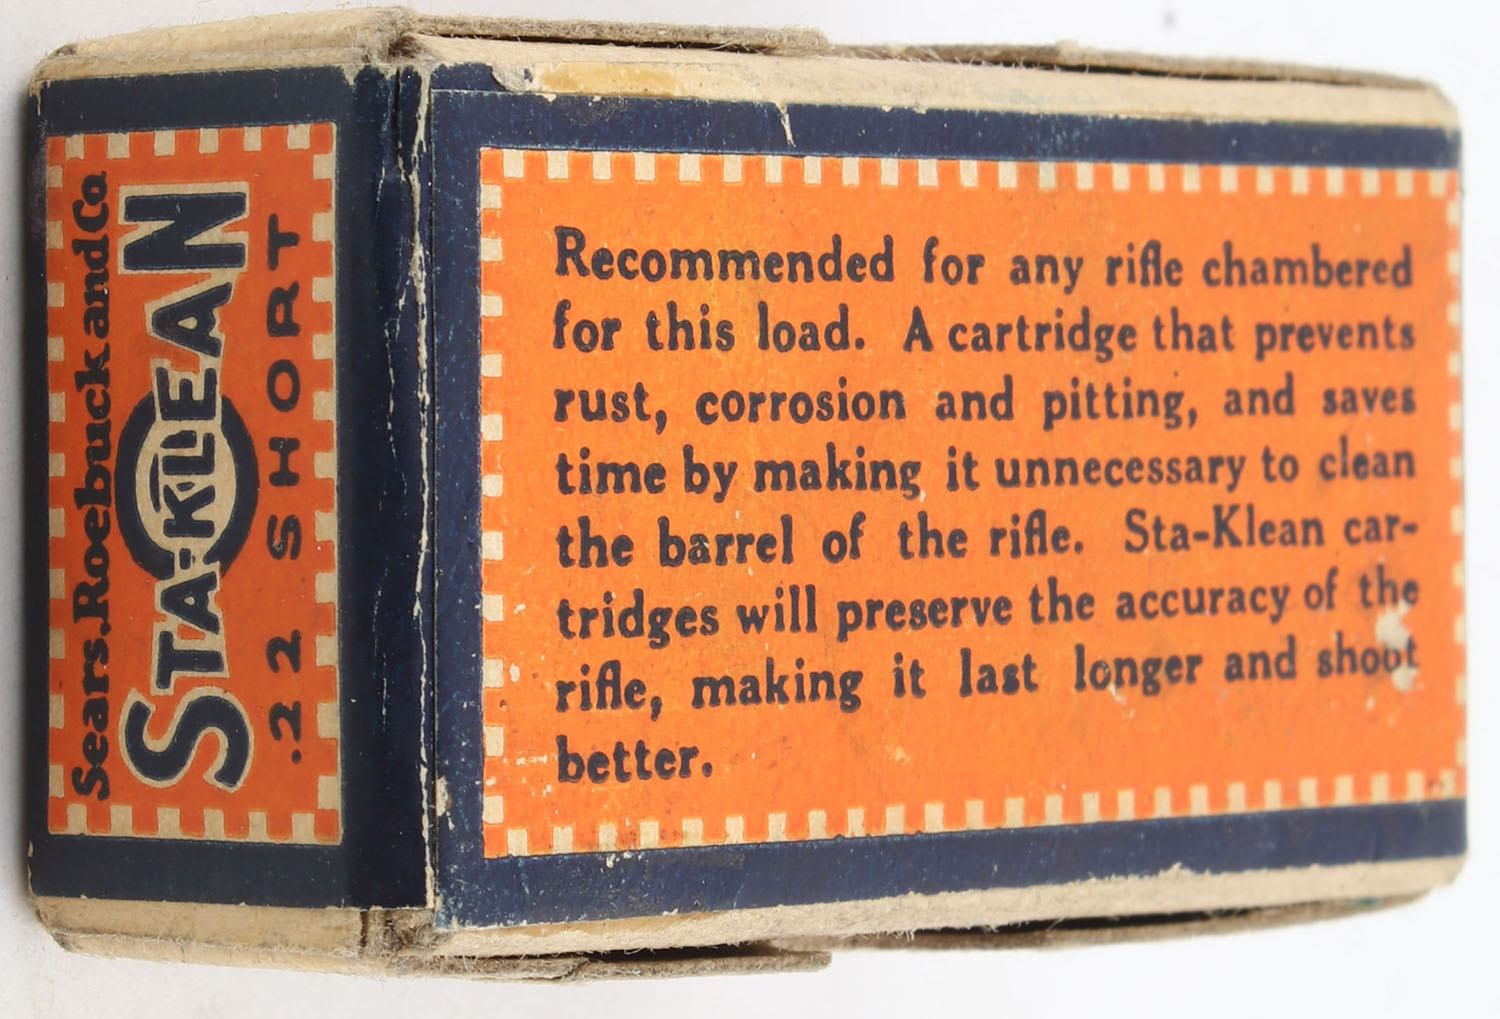 Sears, Roebuck and Co
STA-KLEAN
.22 SHORT
Recommended for any rifle chambered
for this load. A cartridge that prevents
rust, corrosion and pitting, and saves
time by making it unnecessary to clean
the barrel of the rifle. Sta-Klean car-
tridges will preserve the accuracy of the
rifle, making it last longer and shoot
better.